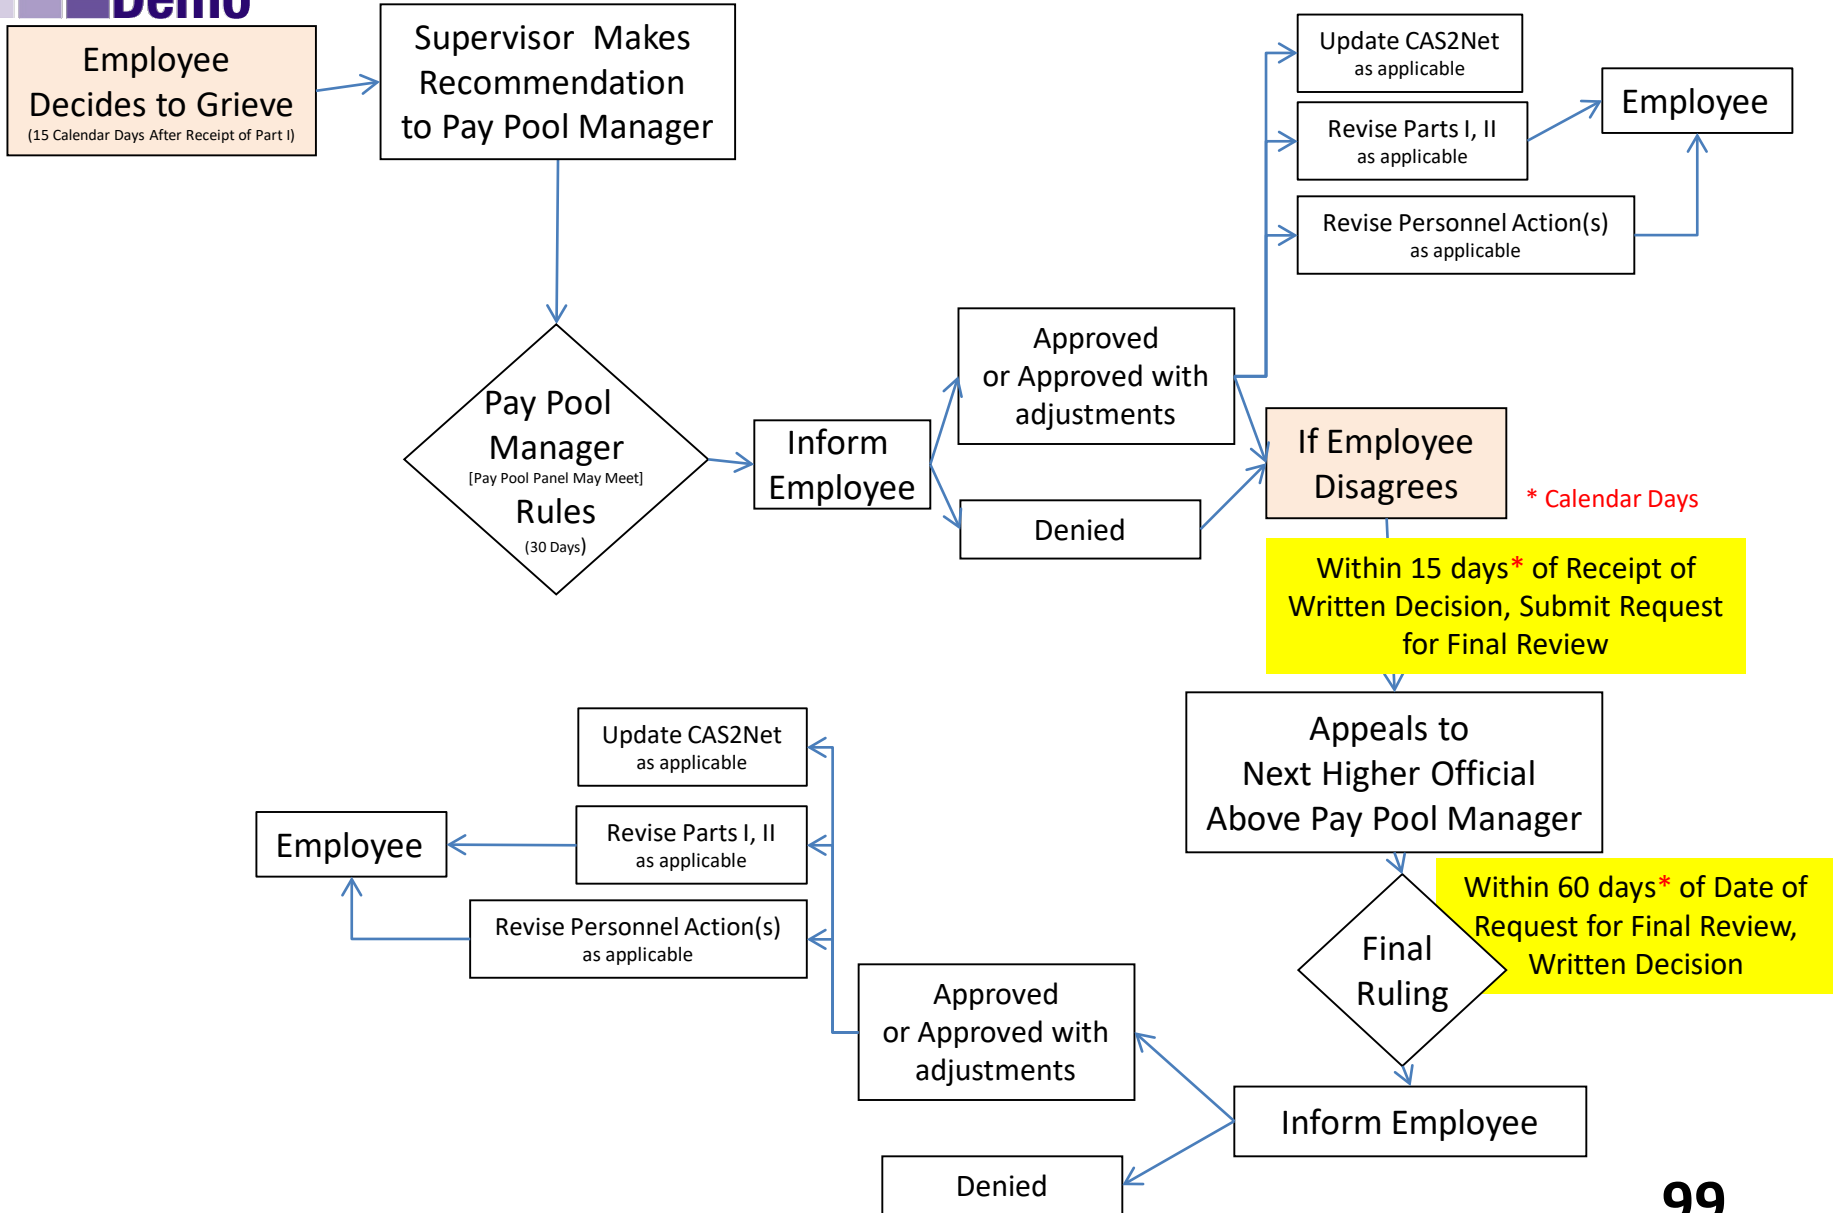 Demo
Employee
Decides to Grieve
(15 Calendar Days After Receipt of Part I)
Supervisor Makes
Recommendation
to Pay Pool Manager
Update CAS2Net
as applicable
Revise Parts I, II
as applicable
Revise Personnel Action(s)
as applicable
Employee
Pay Pool
Manager
[Pay Pool Panel May Meet]
Rules
(30 Days)
Inform
Employee
Approved
or Approved with
adjustments
Denied
If Employee
Disagrees
* Calendar Days
Within 15 days* of Receipt of
Written Decision, Submit Request
for Final Review
Appeals to
Next Higher Official
Above Pay Pool Manager
Within 60 days* of Date of
Request for Final Review,
Written Decision
Final
Ruling
Inform Employee
Approved
or Approved with
adjustments
Denied
Update CAS2Net
as applicable
Revise Parts I, II
as applicable
Revise Personnel Action(s)
as applicable
Employee
99